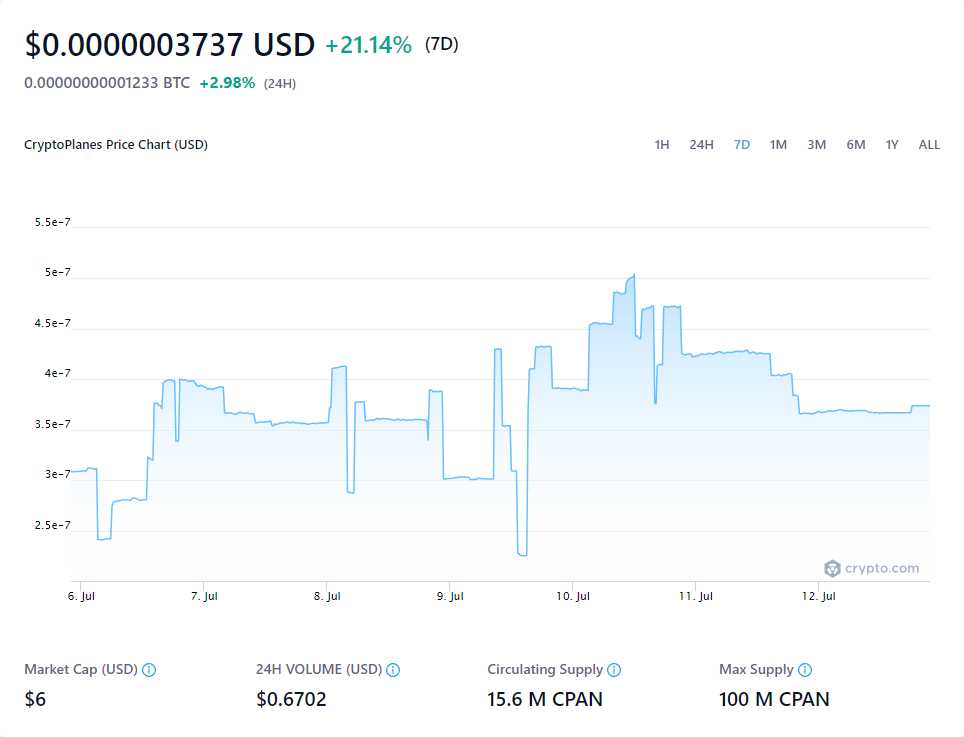 $0.0000003737 USD +21.14% (7D)
0.00000000001233 BTC +2.98% (24H)
CryptoPlanes Price Chart (USD)
1H 24H 7D 1M 3M 6M 1Y ALL
5.5e-7
5e-7
4.5e-7
4e-7
3.5e-7
3e-7
2.5e-7
crypto.com
6. Jul 7. Jul 8. Jul 9. Jul 10. Jul 11. Jul 12. Jul
Market Cap (USD) 24H VOLUME (USD) Circulating Supply Max Supply
$6 $0.6702 15.6 M CPAN 100 M CPAN